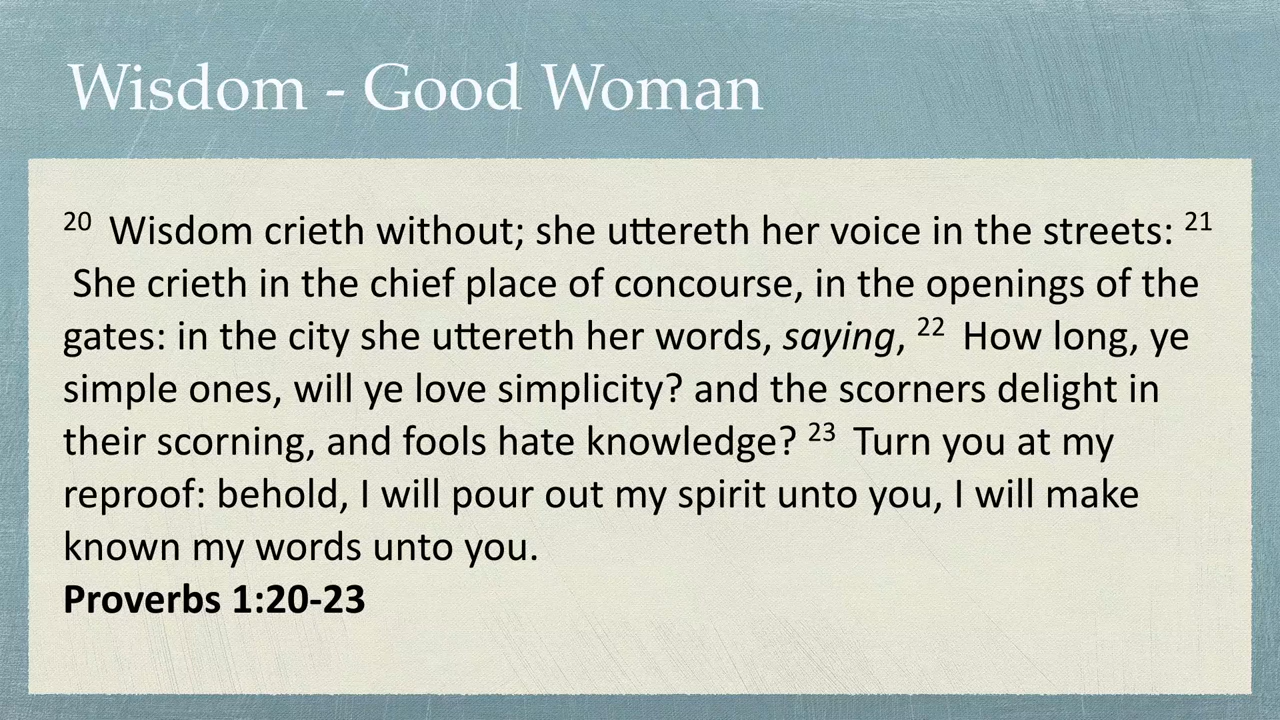 Wisdom - Good Woman
20 Wisdom crieth without; she uttereth her voice in the streets: 21
She crieth in the chief place of concourse, in the openings of the
gates: in the city she uttereth her words, saying, 22 How long, ye
simple ones, will ye love simplicity? and the scorners delight in
their scorning, and fools hate knowledge? 23 Turn you at my
reproof: behold, I will pour out my spirit unto you, I will make
known my words unto you.
Proverbs 1:20-23